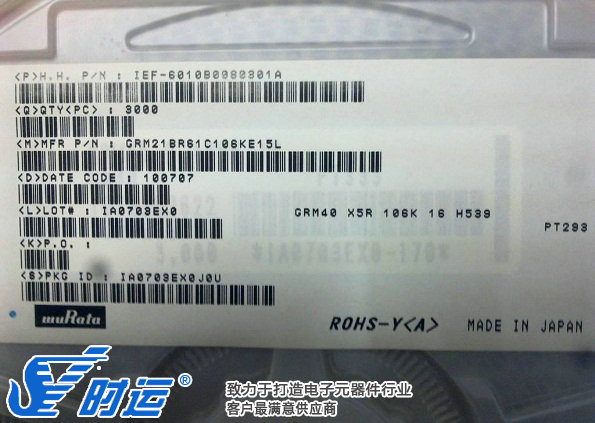 <P>H.H. P/N : IEF-6010B0980301A
<Q>QTY<PC> : 3000
<M>MFR P/N : GRM21BR61C106KE15L
<D>DATE CODE : 100707
<L>LOT# : IA0703EX0
GRM40 X5R 106K 16 H539
PT293
<K>P.O. :
<S>PKG ID : IA0703EX0J0U
muRata
ROHS-Y<A>
MADE IN JAPAN
时运®
致力于打造电子元器件行业
客户最满意供应商